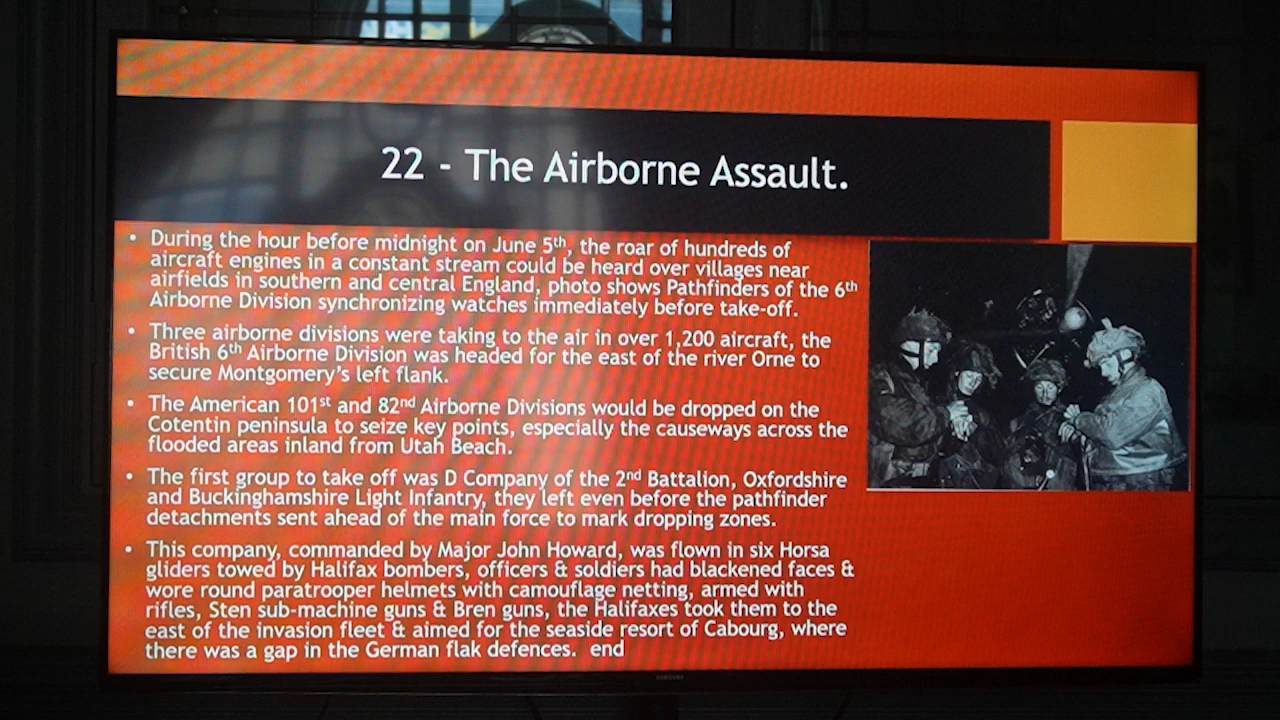 22 - The Airborne Assault.
• During the hour before midnight on June 5th, the roar of hundreds of
aircraft engines in a constant stream could be heard over villages near
airfields in southern and central England, photo shows Pathfinders of the 6th
Airborne Division synchronizing watches immediately before take-off.
• Three airborne divisions were taking to the air in over 1,200 aircraft, the
British 6th Airborne Division was headed for the east of the river Orne to
secure Montgomery's left flank.
• The American 101st and 82nd Airborne Divisions would be dropped on the
Cotentin peninsula to seize key points, especially the causeways across the
flooded areas inland from Utah Beach.
• The first group to take off was D Company of the 2nd Battalion, Oxfordshire
and Buckinghamshire Light Infantry, they left even before the pathfinder
detachments sent ahead of the main force to mark dropping zones.
• This company, commanded by Major John Howard, was flown in six Horsa
gliders towed by Halifax bombers, officers & soldiers had blackened faces &
wore round paratrooper helmets with camouflage netting, armed with
rifles, Sten sub-machine guns & Bren guns, the Halifaxes took them to the
east of the invasion fleet & aimed for the seaside resort of Cabourg, where
there was a gap in the German flak defences. end
SAMSUNG